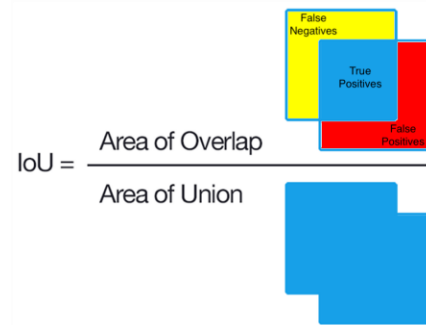 False
Negatives
True
Positives
False
Positives
Area of Overlap
IoU =
Area of Union